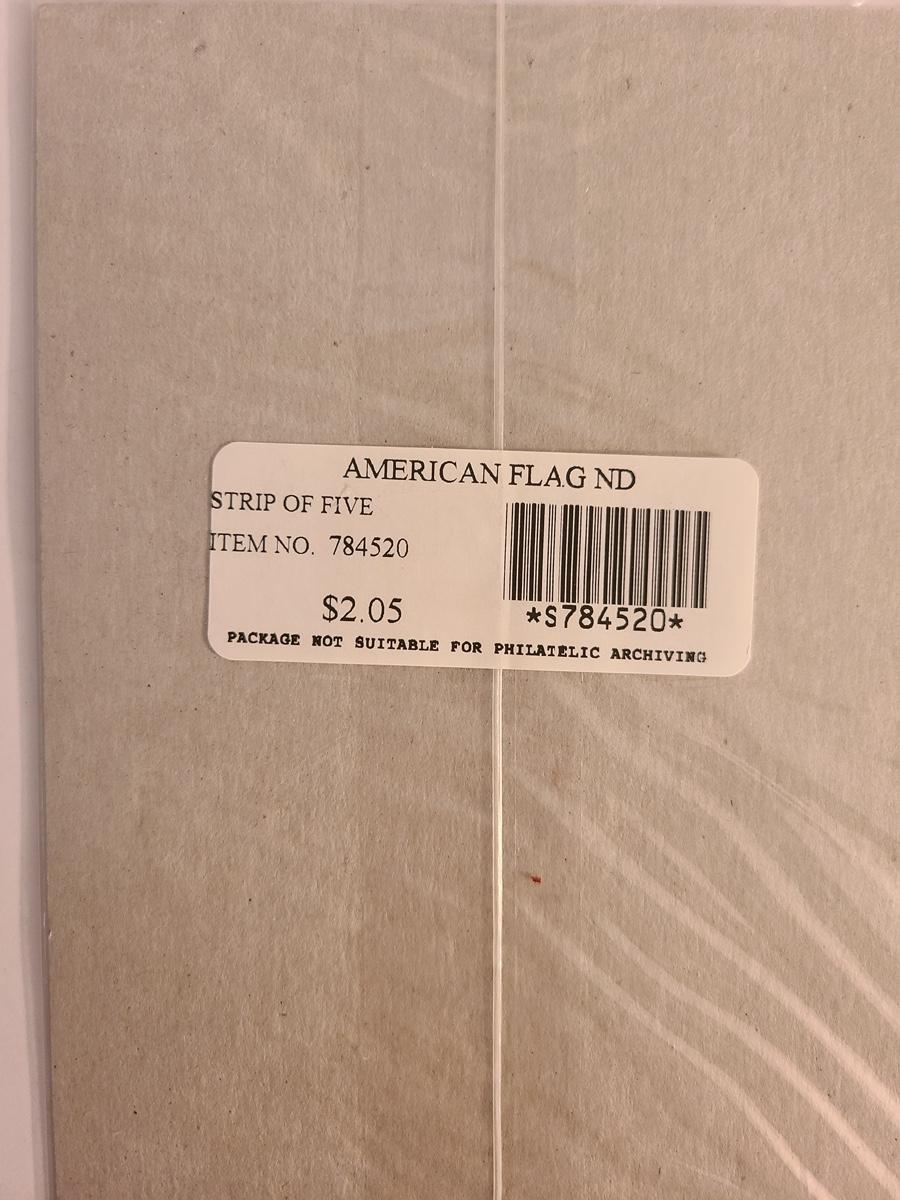 AMERICAN FLAG ND
STRIP OF FIVE
ITEM NO. 784520
$2.05
*S784520*
PACKAGE NOT SUITABLE FOR PHILATELIC ARCHIVING